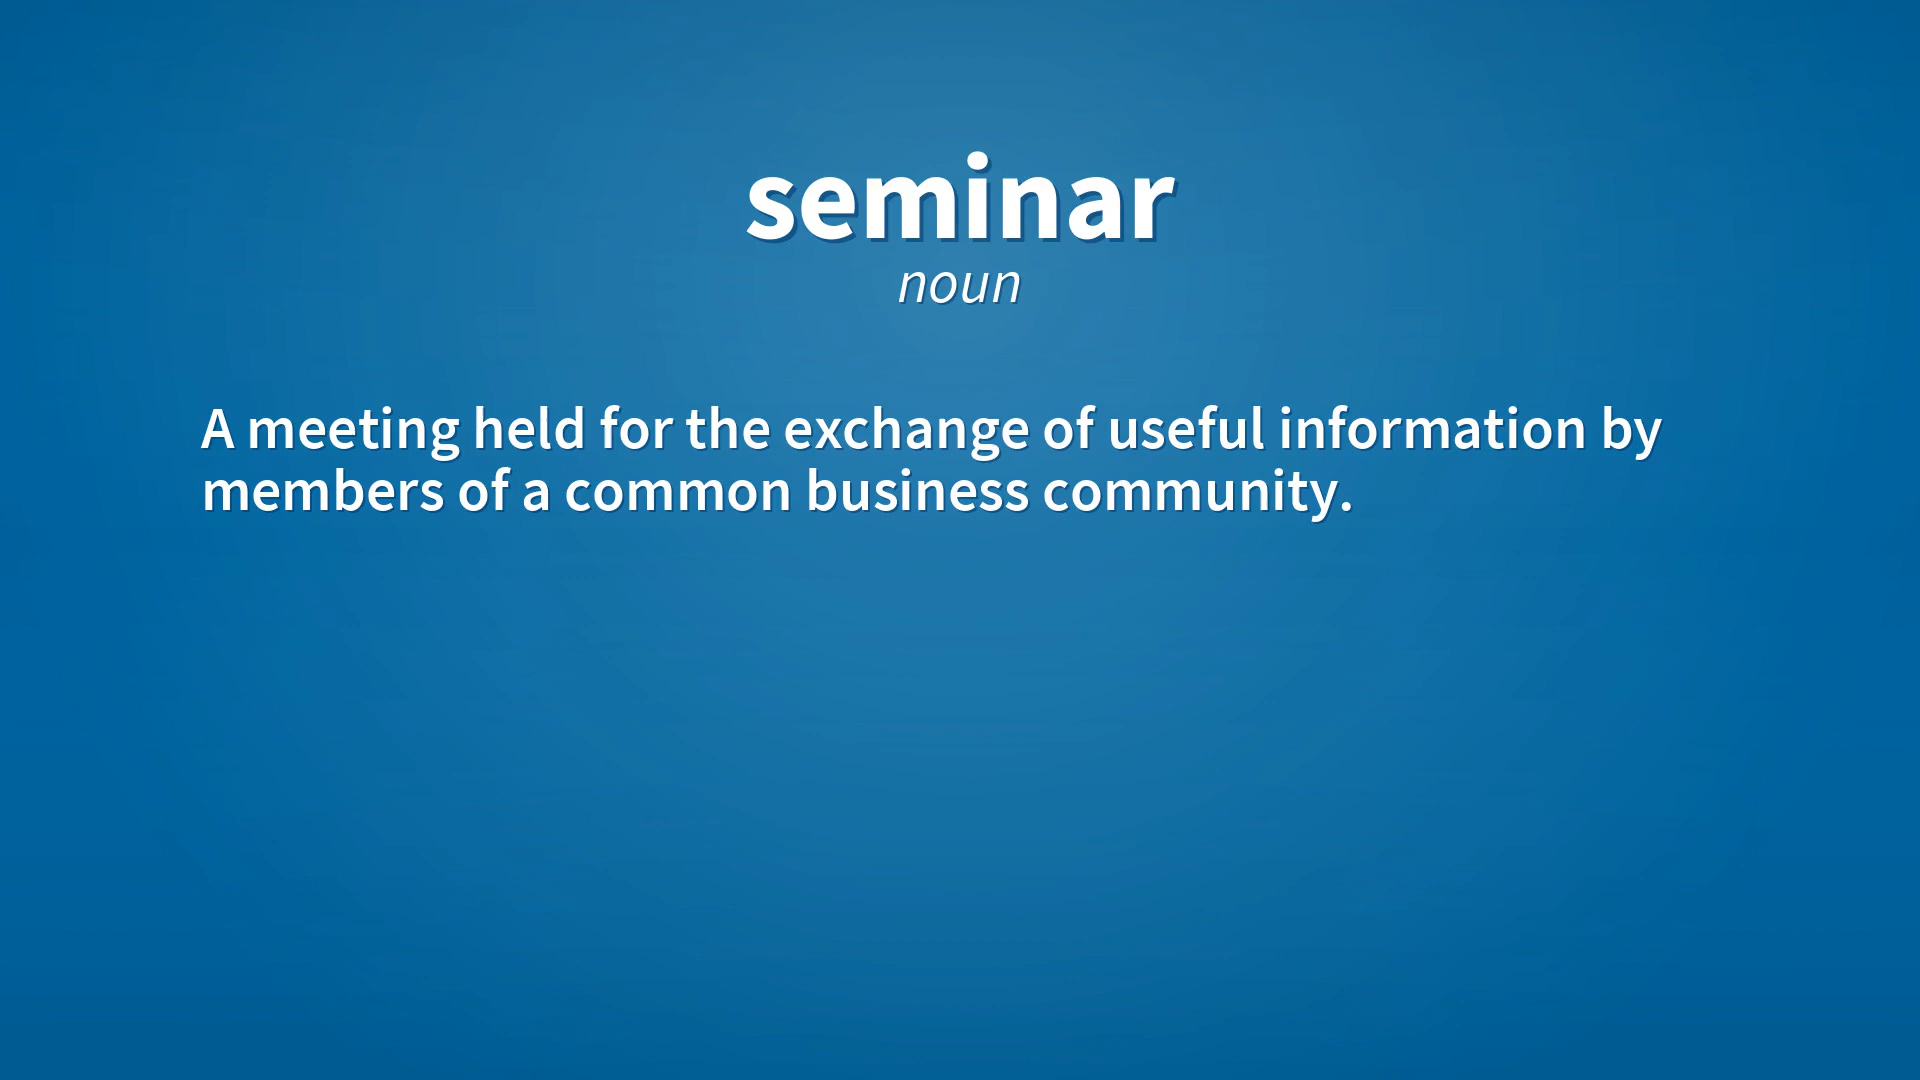 seminar
noun
A meeting held for the exchange of useful information by
members of a common business community.